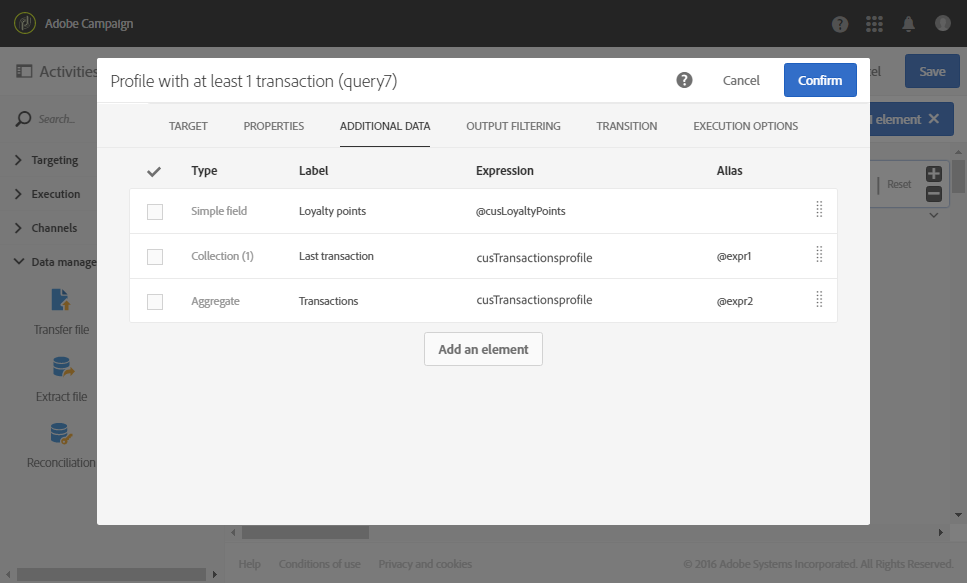 Adobe Campaign
Activities
Save
Profile with at least 1 transaction (query7)
Cancel
Confirm
Search...
element
TARGET
PROPERTIES
ADDITIONAL DATA
OUTPUT FILTERING
TRANSITION
EXECUTION OPTIONS
Targeting
Type Label Expression Alias
Reset
Execution
Simple field Loyalty points @cusLoyaltyPoints
Channels
Collection (1) Last transaction cusTransactionsprofile @expr1
Data manage
Aggregate Transactions cusTransactionsprofile @expr2
Transfer file
Add an element
Extract file
Reconciliation
Help Conditions of use Privacy and cookies © 2016 Adobe Systems Incorporated. All Rights Reserved.